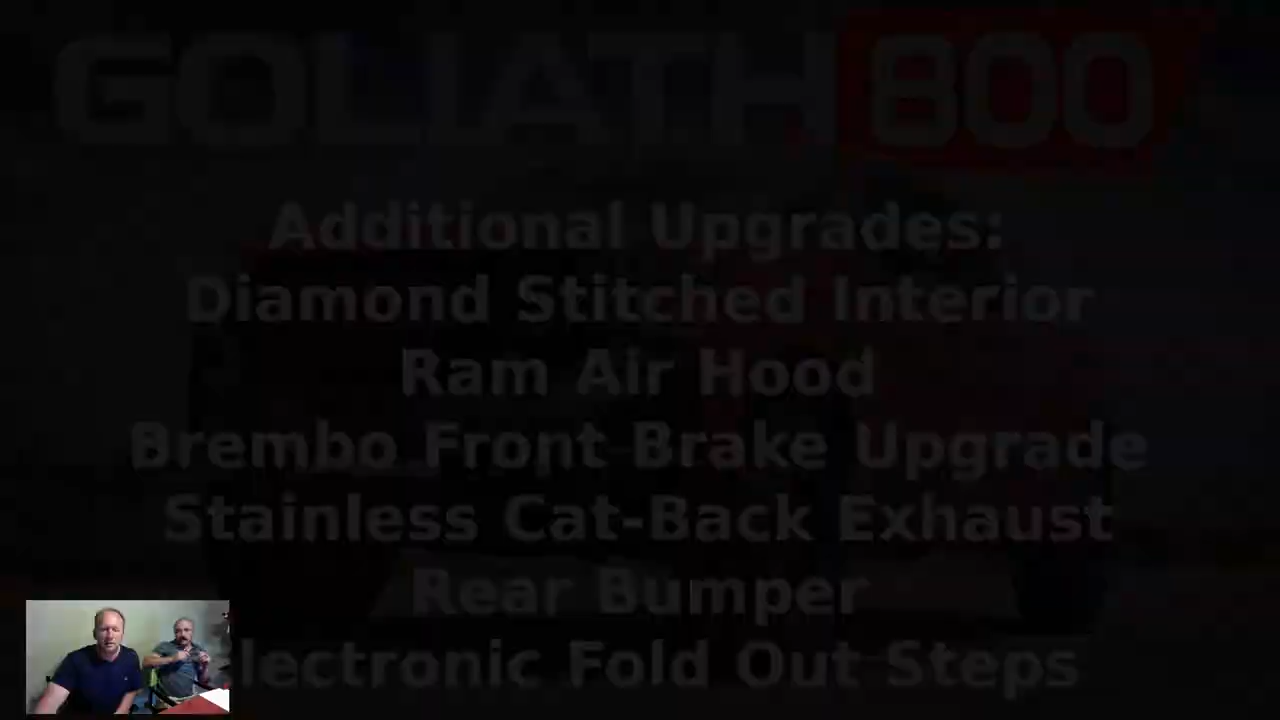 GOLIATH 800
Additional Upgrades:
Diamond Stitched Interior
Ram Air Hood
Brembo Front Brake Upgrade
Stainless Cat-Back Exhaust
Rear Bumper
lectronic Fold Out Steps